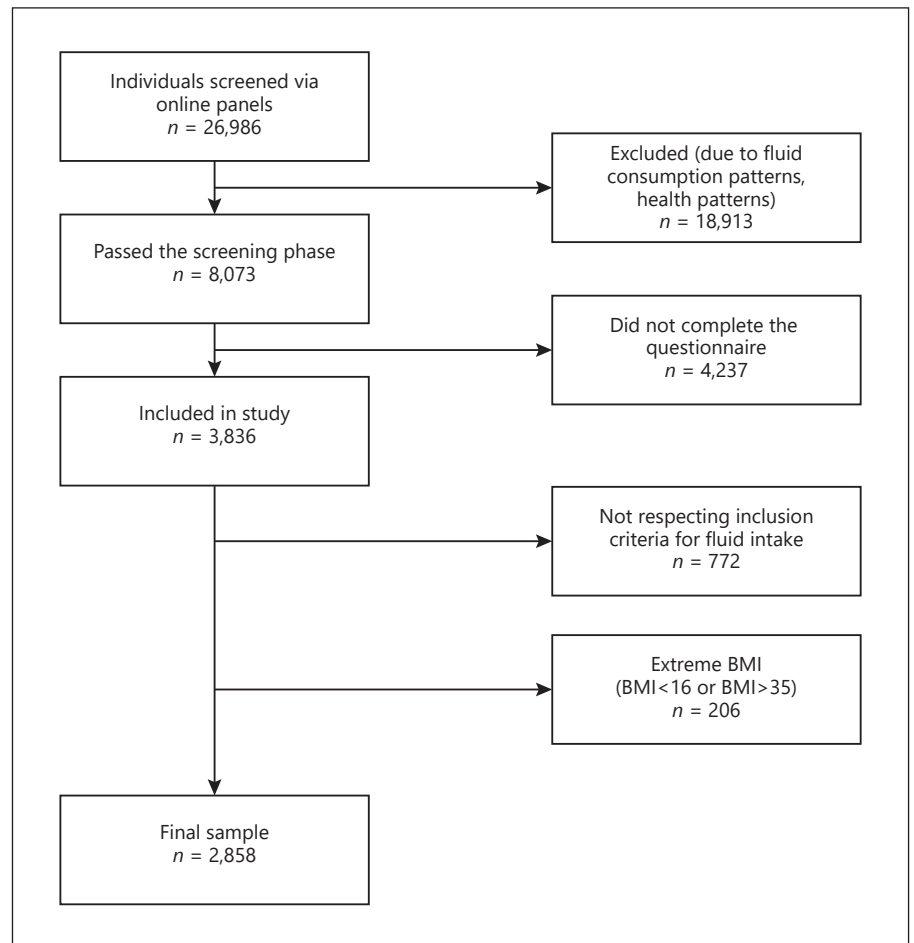 Individuals screened via
online panels
n = 26,986
Excluded (due to fluid
consumption patterns,
health patterns)
n = 18,913
Passed the screening phase
n = 8,073
Did not complete the
questionnaire
n = 4,237
Included in study
n = 3,836
Not respecting inclusion
criteria for fluid intake
n = 772
Extreme BMI
(BMI<16 or BMI>35)
n = 206
Final sample
n = 2,858